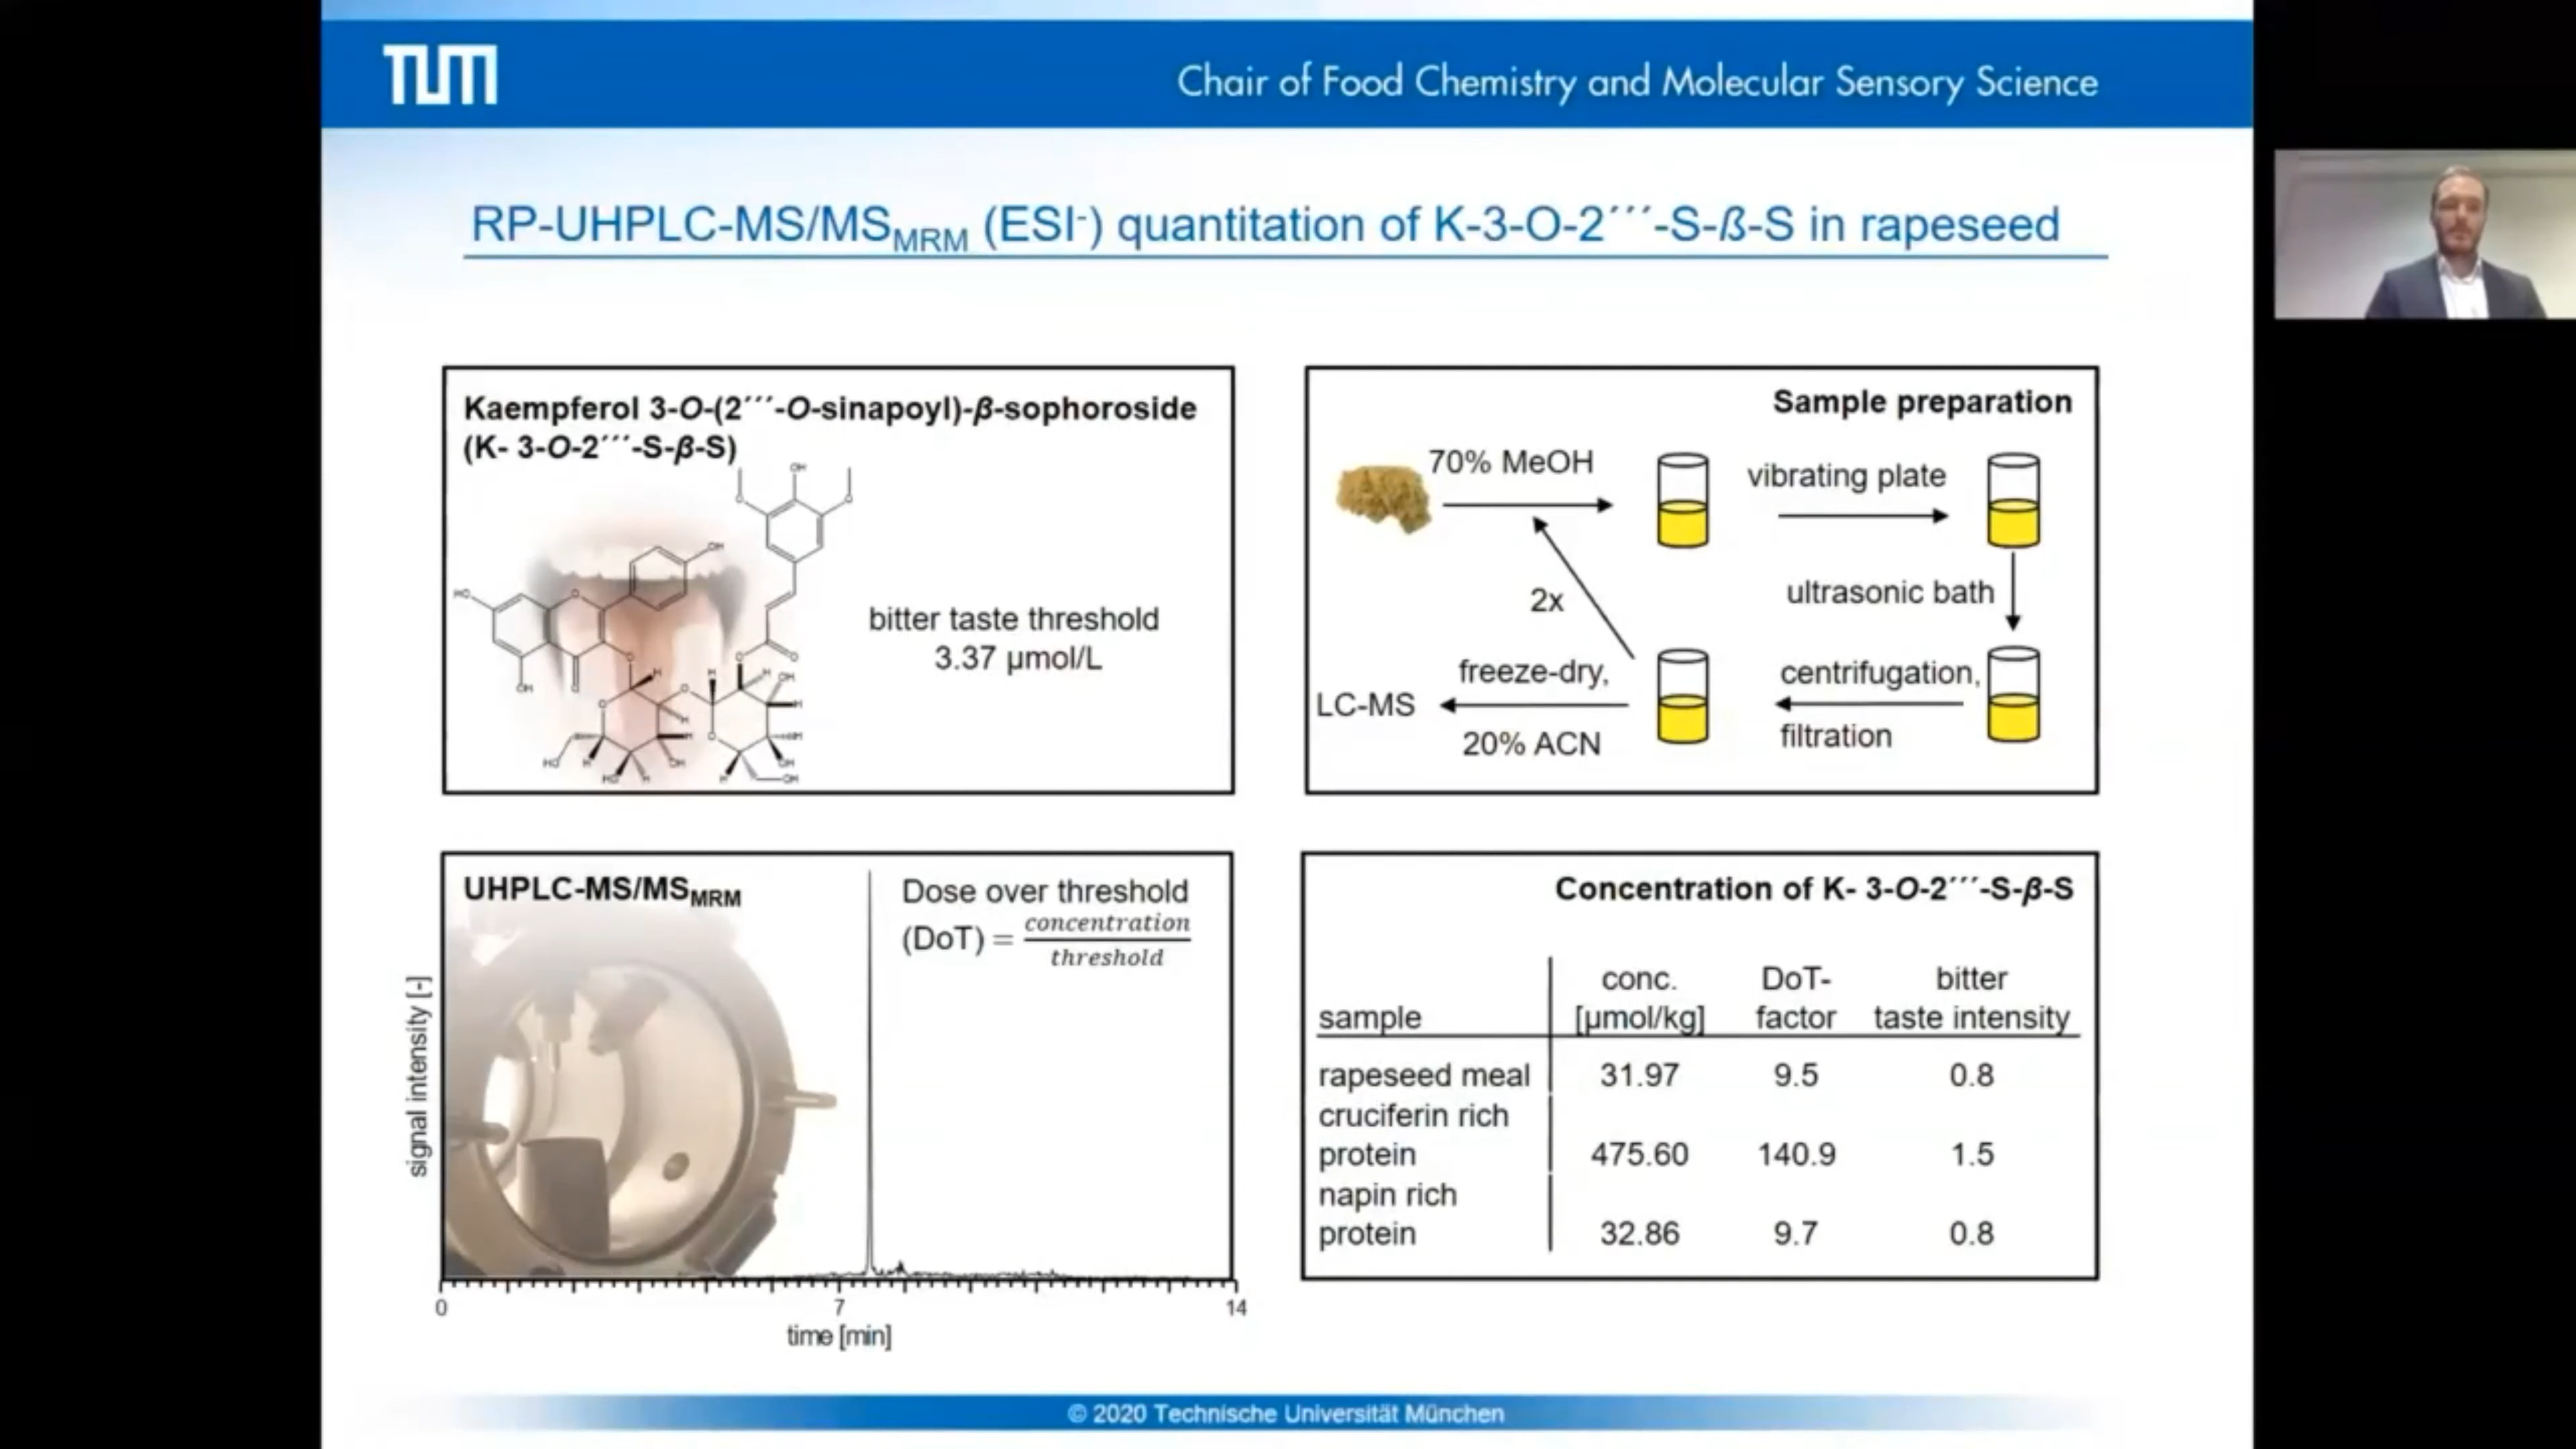 TUM
Chair of Food Chemistry and Molecular Sensory Science
RP-UHPLC-MS/MSMRM (ESI-) quantitation of K-3-O-2´´´-S-ß-S in rapeseed
Kaempferol 3-O-(2´´´-O-sinapoyl)-β-sophoroside
(K- 3-O-2´´´-S-β-S)
bitter taste threshold
3.37 µmol/L
Sample preparation
70% MeOH
vibrating plate
2x
ultrasonic bath
freeze-dry,
centrifugation,
LC-MS
20% ACN
filtration
UHPLC-MS/MSMRM
Dose over threshold
(DoT) = concentration
threshold
signal intensity [-]
0 7 14
time [min]
Concentration of K- 3-O-2´´´-S-β-S
conc. DoT- bitter
sample [µmol/kg] factor taste intensity
rapeseed meal 31.97 9.5 0.8
cruciferin rich
protein 475.60 140.9 1.5
napin rich
protein 32.86 9.7 0.8
© 2020 Technische Universität München